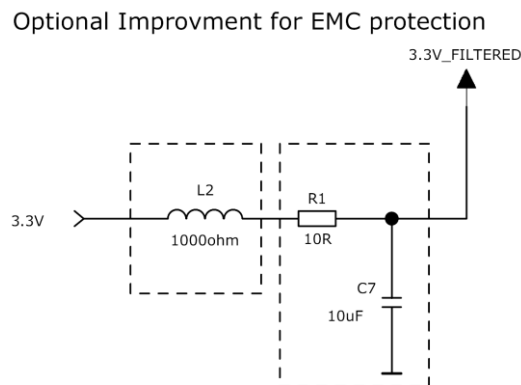 Optional Improvment for EMC protection
3.3V_FILTERED
L2
R1
3.3V
1000ohm
10R
C7
10uF